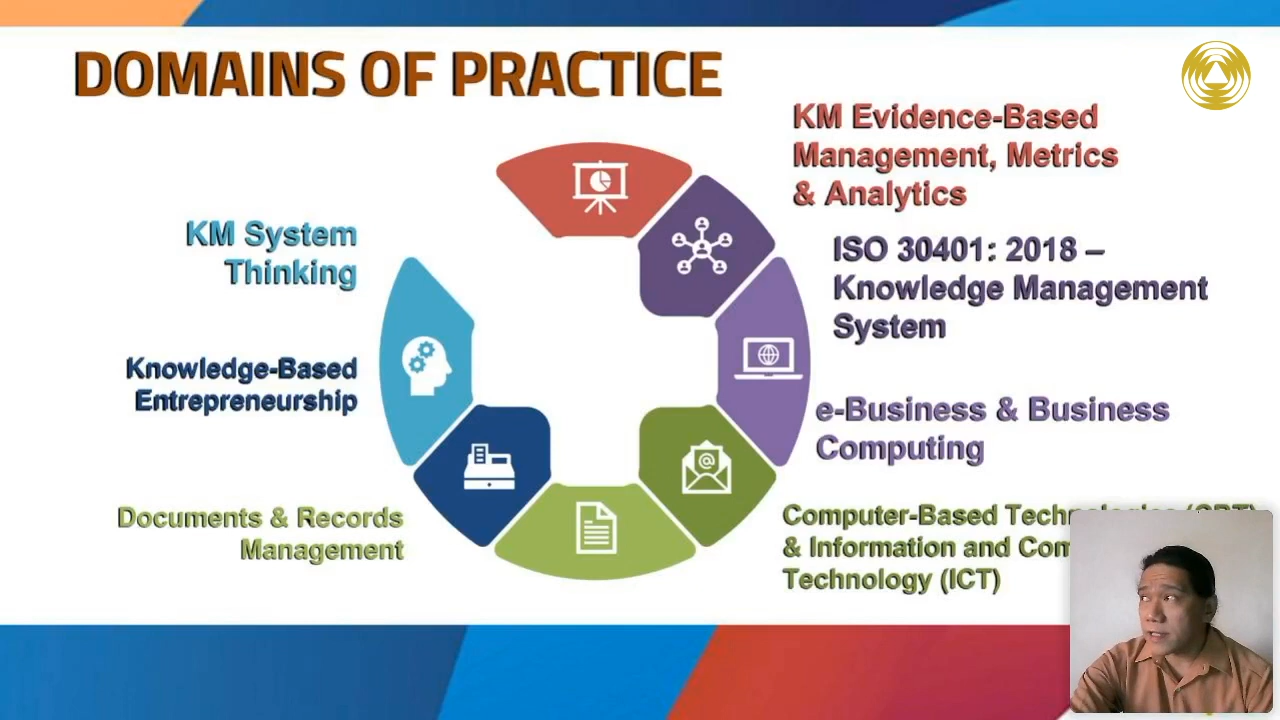 DOMAINS OF PRACTICE
KM Evidence-Based
Management, Metrics
& Analytics
KM System
Thinking
ISO 30401: 2018 –
Knowledge Management
System
Knowledge-Based
Entrepreneurship
e-Business & Business
Computing
Documents & Records
Management
Computer-Based
& Information and
Technology (ICT)